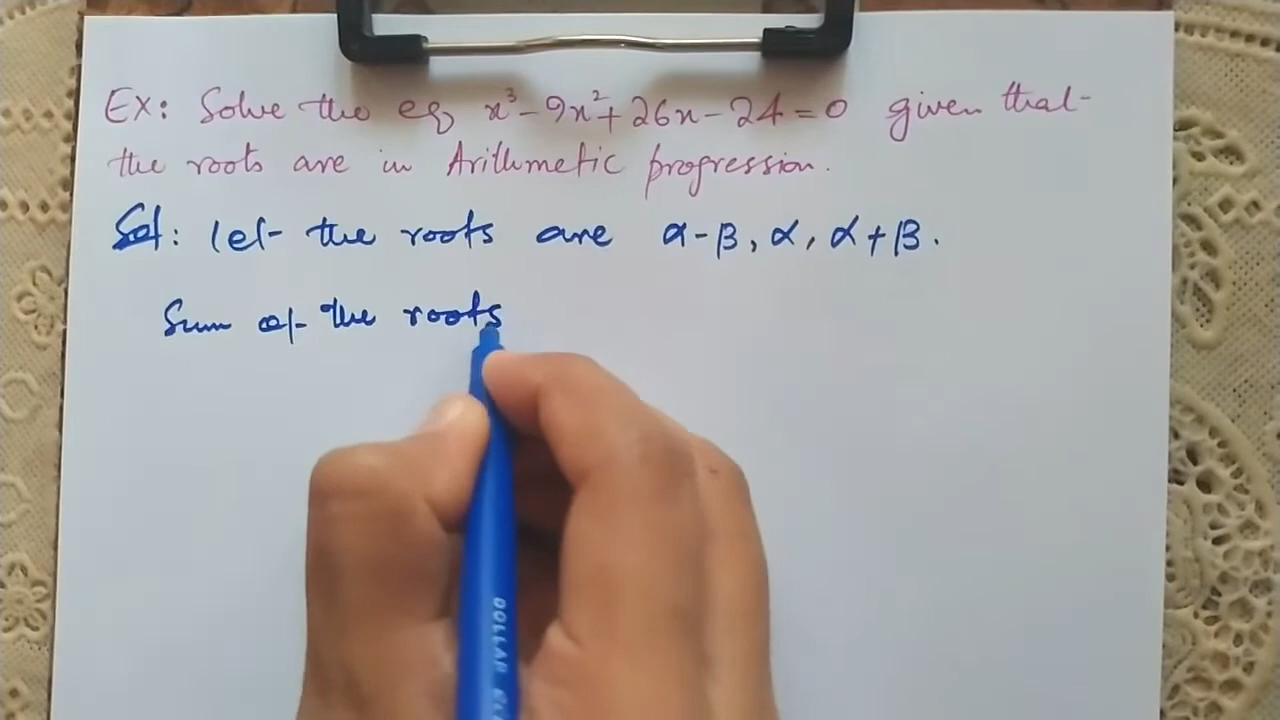 Ex: Solve the eq x³-9x²+26x-24=0 given that
the roots are in Arithmetic progression.
Sol: let the roots are α-β, α, α+β.
Sum of the roots
DOLLAR